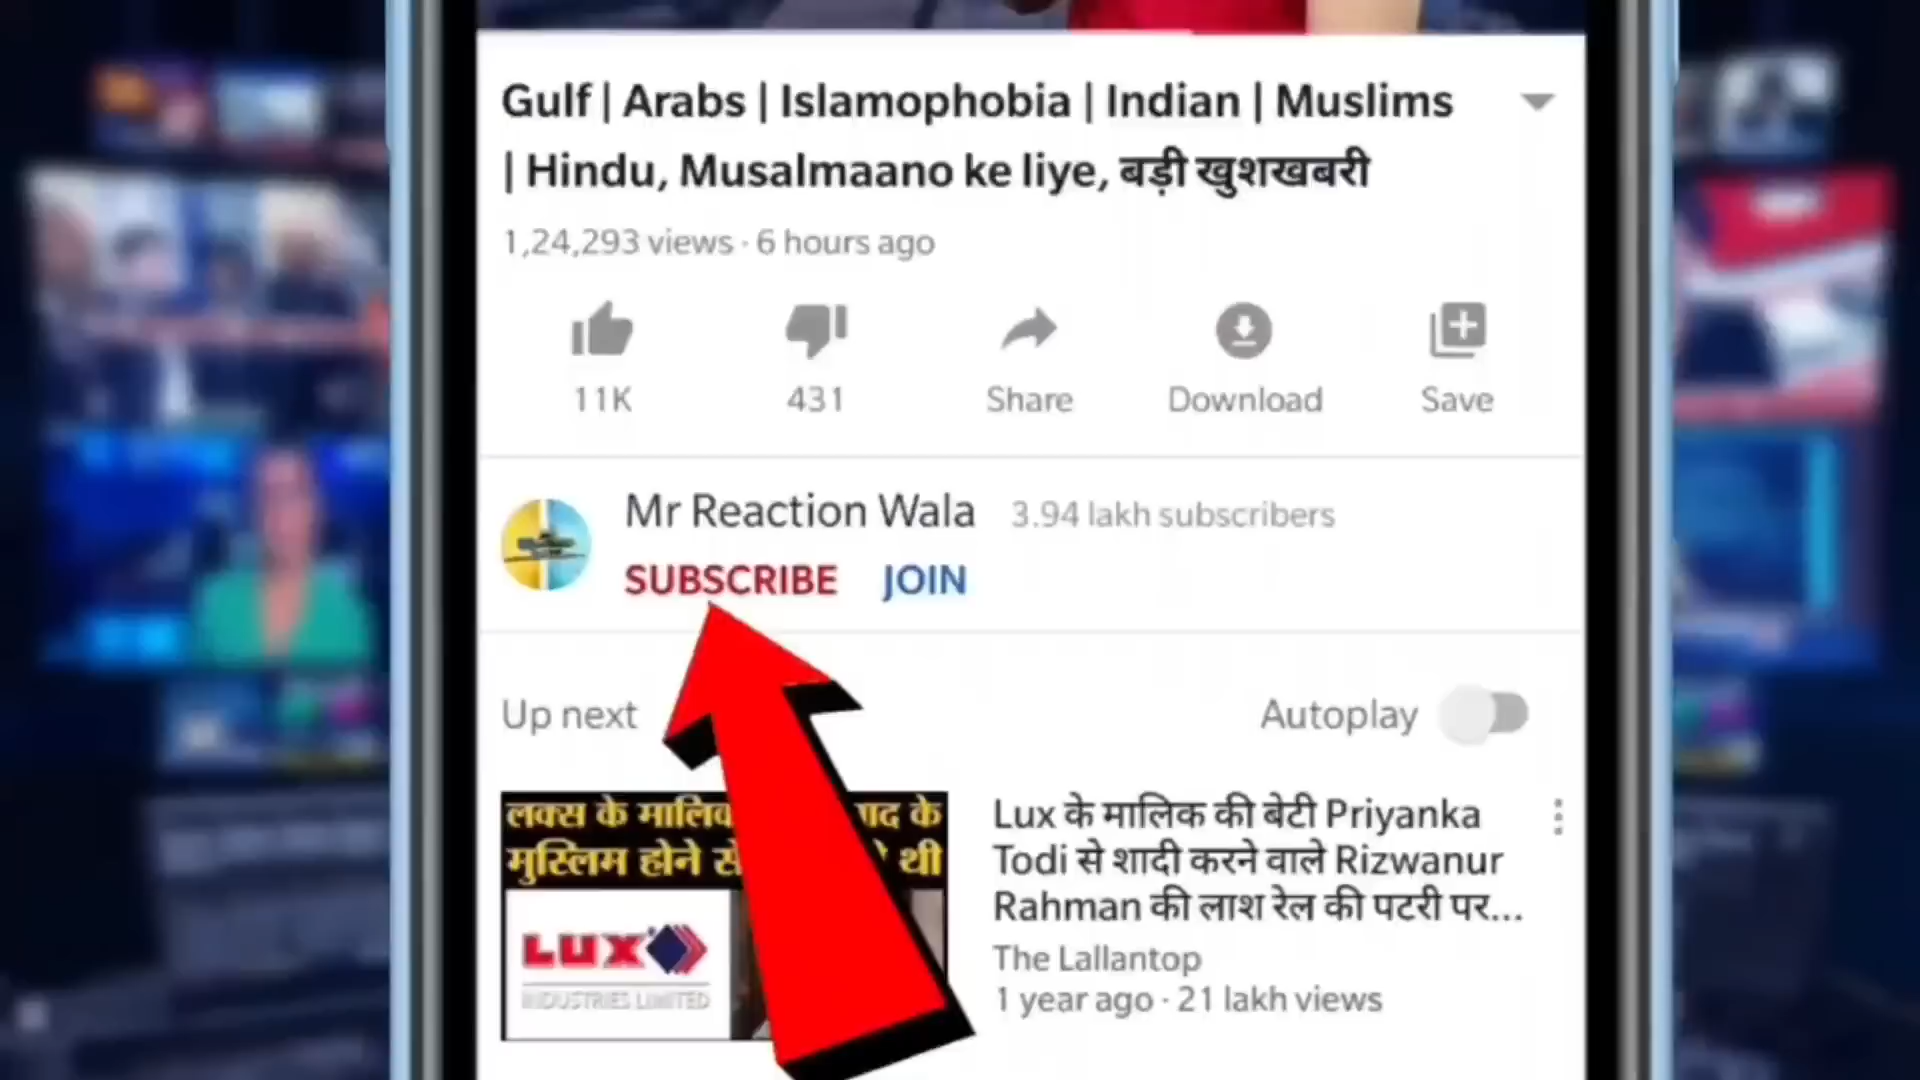 Gulf | Arabs | Islamophobia | Indian | Muslims
| Hindu, Musalmaano ke liye, बड़ी खुशखबरी
1,24,293 views · 6 hours ago
11K
431
Share
Download
Save
Mr Reaction Wala 3.94 lakh subscribers
SUBSCRIBE JOIN
Up next
Autoplay
लक्स के मालिक के
मुस्लिम होने थी
LUX
INDUSTRIES LIMITED
Lux के मालिक की बेटी Priyanka
Todi से शादी करने वाले Rizwanur
Rahman की लाश रेल की पटरी पर...
The Lallantop
1 year ago · 21 lakh views